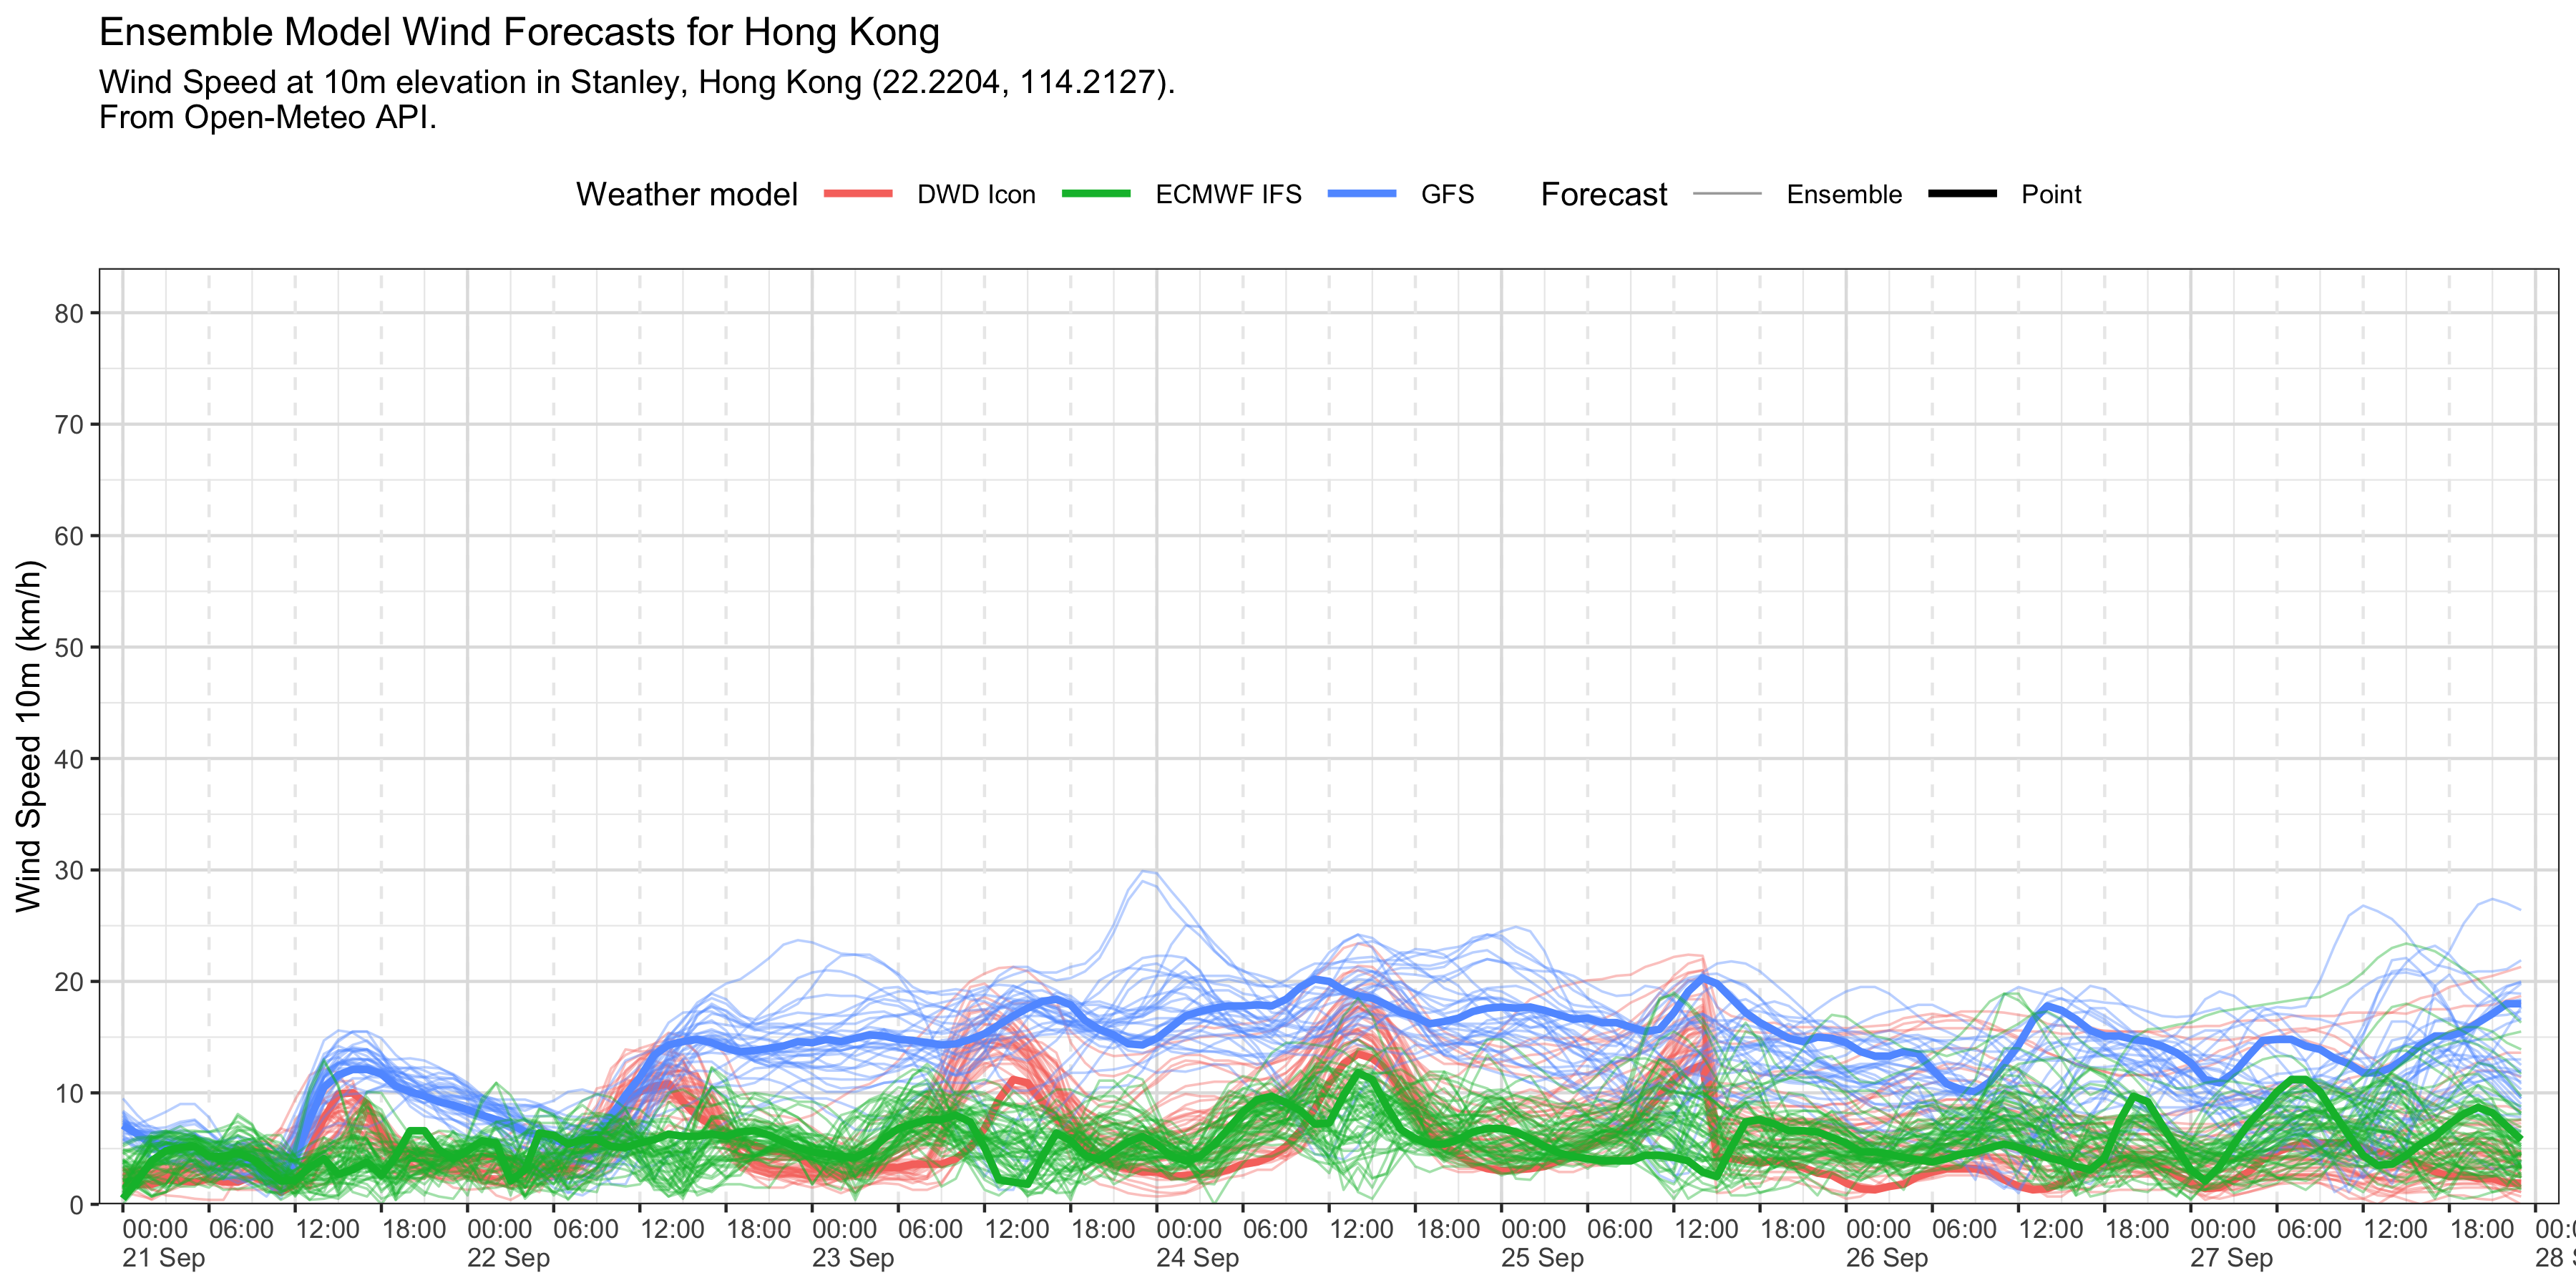 Ensemble Model Wind Forecasts for Hong Kong
Wind Speed at 10m elevation in Stanley, Hong Kong (22.2204, 114.2127).
From Open-Meteo API.
Weather model DWD Icon ECMWF IFS GFS Forecast Ensemble Point
Wind Speed 10m (km/h)
80
70
60
50
40
30
20
10
0
00:00 06:00 12:00 18:00 00:00 06:00 12:00 18:00 00:00 06:00 12:00 18:00 00:00 06:00 12:00 18:00 00:00 06:00 12:00 18:00 00:00 06:00 12:00 18:00 00:00 06:00 12:00 18:00
21 Sep 22 Sep 23 Sep 24 Sep 25 Sep 26 Sep 27 Sep 28